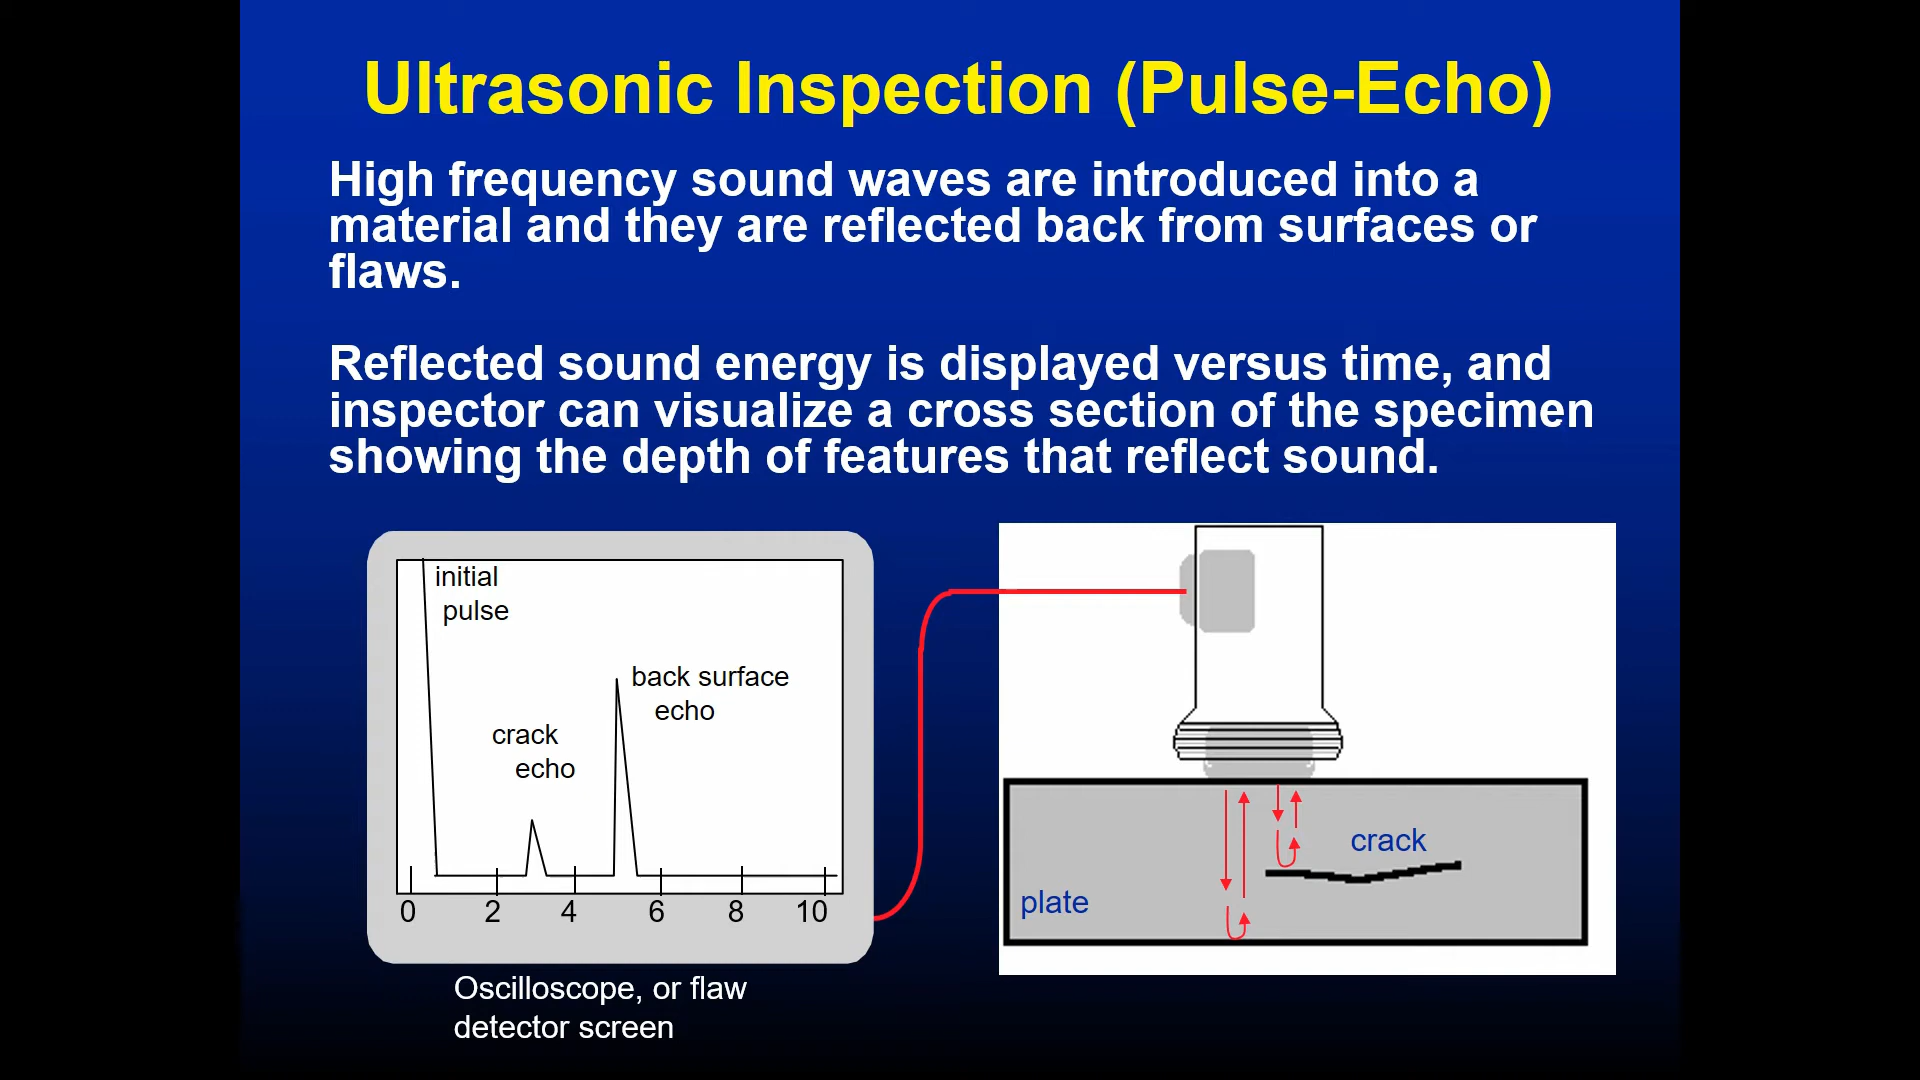 Ultrasonic Inspection (Pulse-Echo)
High frequency sound waves are introduced into a
material and they are reflected back from surfaces or
flaws.
Reflected sound energy is displayed versus time, and
inspector can visualize a cross section of the specimen
showing the depth of features that reflect sound.
initial
pulse
back surface
echo
crack
echo
0 2 4 6 8 10
Oscilloscope, or flaw
detector screen
crack
plate